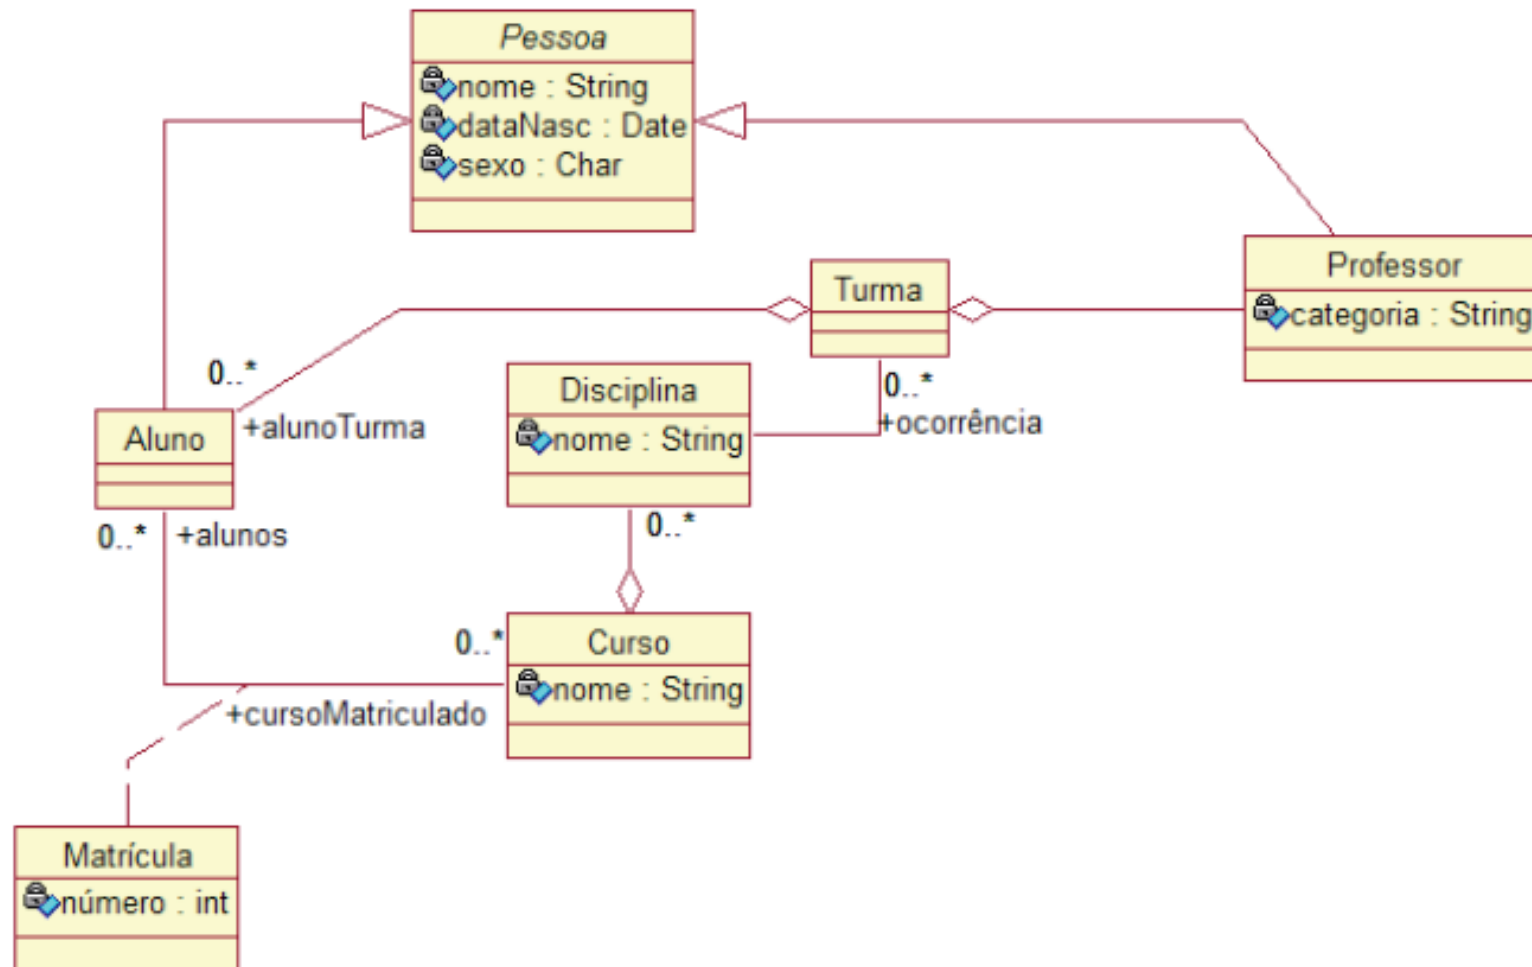 Pessoa
nome : String
dataNasc : Date
sexo : Char
Turma
Professor
categoria : String
0..*
+alunoTurma
Disciplina
nome : String
0..*
+ocorrência
Aluno
0..*
+alunos
0..*
0..*
+cursoMatriculado
Curso
nome : String
Matrícula
número : int